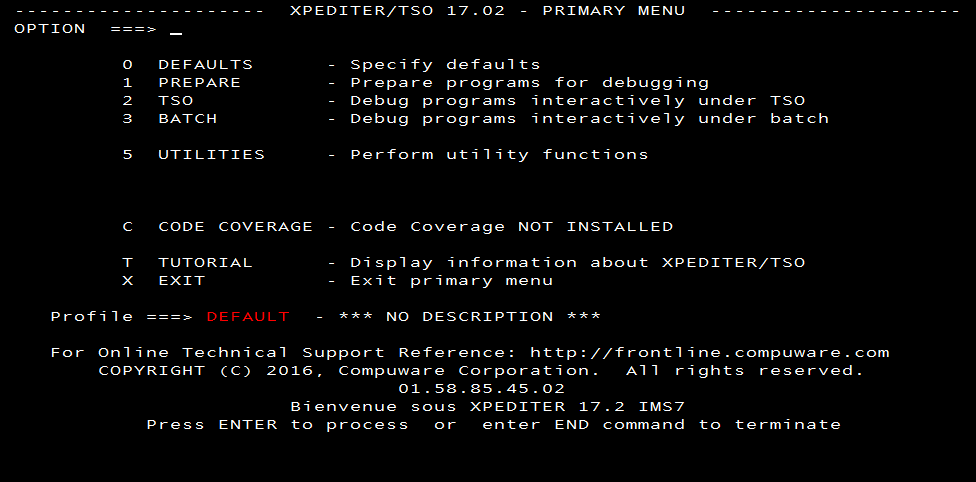 ---------------------  XPEDITER/TSO 17.02 - PRIMARY MENU  ---------------------
OPTION  ===> _
0  DEFAULTS      - Specify defaults
1  PREPARE       - Prepare programs for debugging
2  TSO           - Debug programs interactively under TSO
3  BATCH         - Debug programs interactively under batch
5  UTILITIES     - Perform utility functions
C  CODE COVERAGE - Code Coverage NOT INSTALLED
T  TUTORIAL      - Display information about XPEDITER/TSO
X  EXIT          - Exit primary menu
Profile ===> DEFAULT  - *** NO DESCRIPTION ***
For Online Technical Support Reference: http://frontline.compuware.com
COPYRIGHT (C) 2016, Compuware Corporation.  All rights reserved.
01.58.85.45.02
Bienvenue sous XPEDITER 17.2 IMS7
Press ENTER to process  or  enter END command to terminate